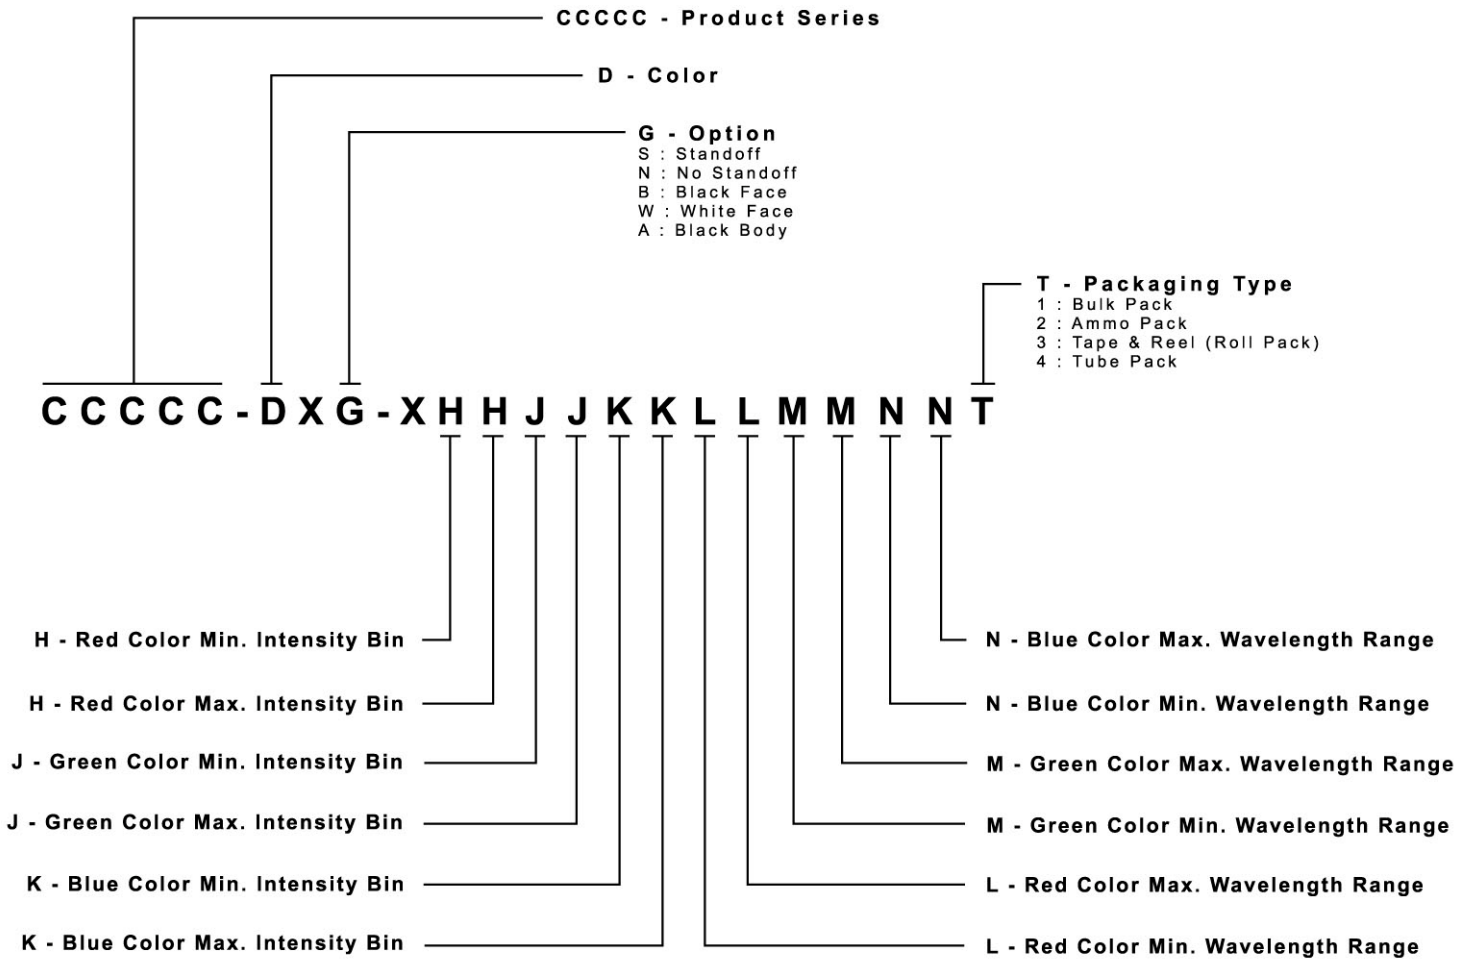 CCCCC - Product Series
D - Color
G - Option
S : Standoff
N : No Standoff
B : Black Face
W : White Face
A : Black Body
T - Packaging Type
1 : Bulk Pack
2 : Ammo Pack
3 : Tape & Reel (Roll Pack)
4 : Tube Pack
C C C C C - D X G - X H H J J K K L L M M N N T
H - Red Color Min. Intensity Bin
H - Red Color Max. Intensity Bin
J - Green Color Min. Intensity Bin
J - Green Color Max. Intensity Bin
K - Blue Color Min. Intensity Bin
K - Blue Color Max. Intensity Bin
N - Blue Color Max. Wavelength Range
N - Blue Color Min. Wavelength Range
M - Green Color Max. Wavelength Range
M - Green Color Min. Wavelength Range
L - Red Color Max. Wavelength Range
L - Red Color Min. Wavelength Range